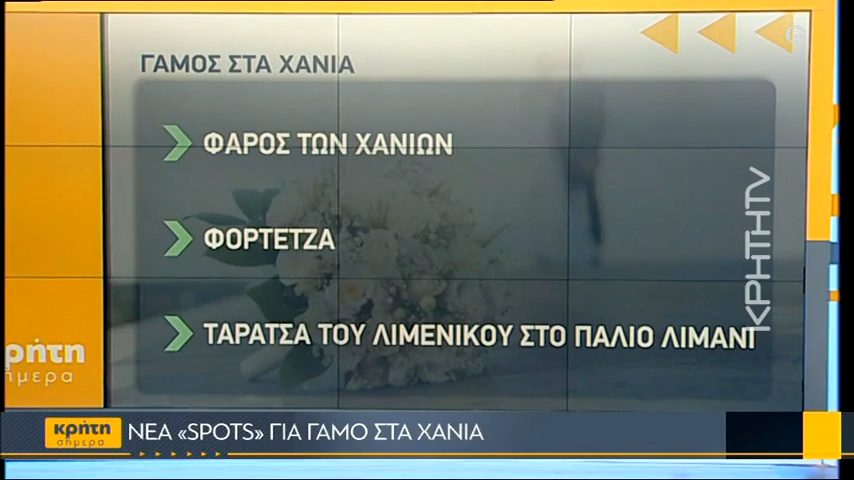 ΓΑΜΟΣ ΣΤΑ ΧΑΝΙΑ
ΦΑΡΟΣ ΤΩΝ ΧΑΝΙΩΝ
ΦΟΡΤΕΤΖΑ
ΤΑΡΑΤΣΑ ΤΟΥ ΛΙΜΕΝΙΚΟΥ ΣΤΟ ΠΑΛΙΟ ΛΙΜΑΝΙ
ΚΡΗΤΗTV
κρήτη
σήμερα
κρήτη
σήμερα
ΝΕΑ «SPOTS» ΓΙΑ ΓΑΜΟ ΣΤΑ ΧΑΝΙΑ